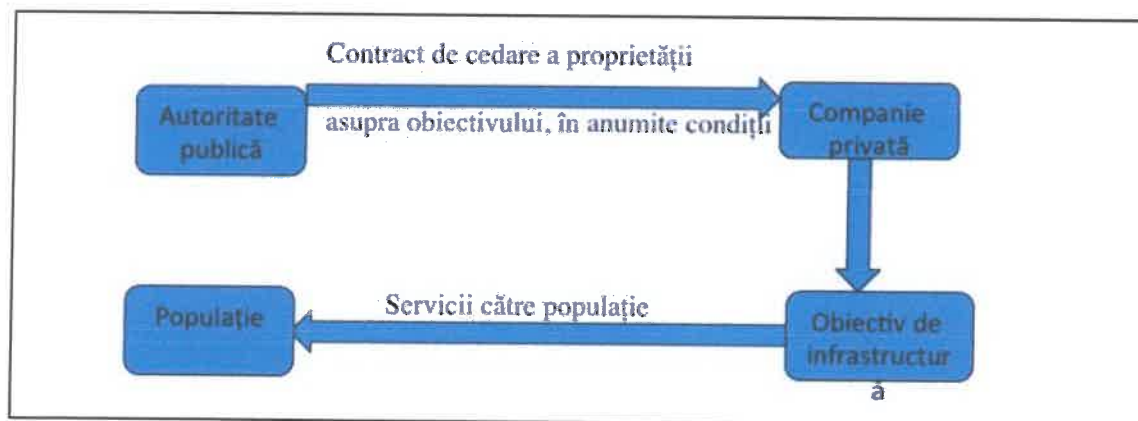 Contract de cedare a proprietății
Autoritate
publică
asupra obiectivului, în anumite condiții
Companie
privată
Populație
Servicii către populație
Obiectiv de
infrastructur
ă